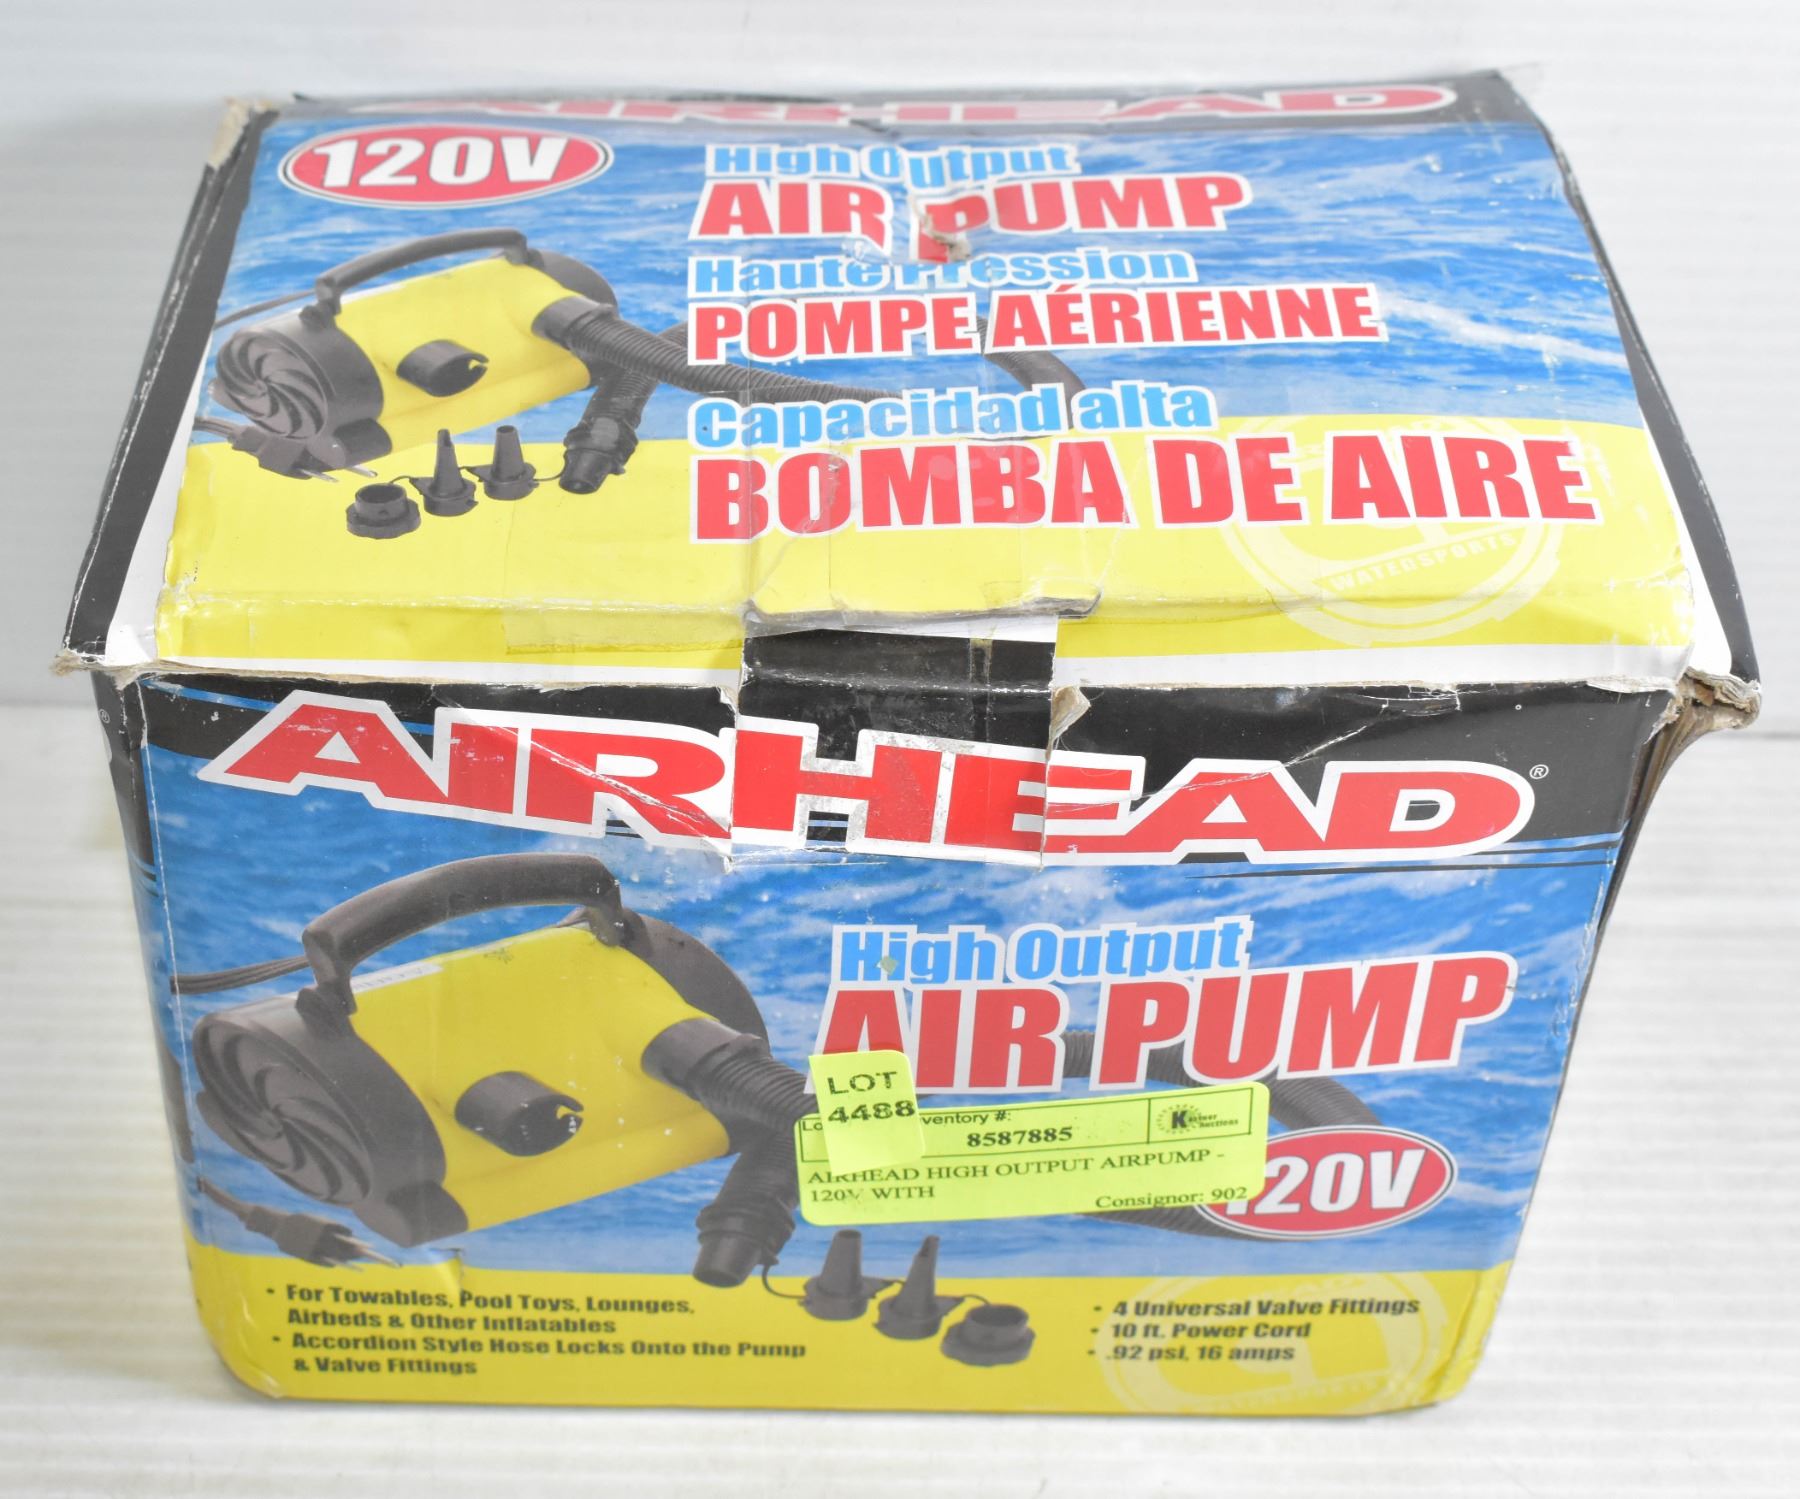 AIRHEAD
120V
High Output
AIR PUMP
Haute Pression
POMPE AÉRIENNE
Capacidad alta
BOMBA DE AIRE
WATERSPORTS
AIRHEAD®
High Output
AIR PUMP
LOT
4488
ventory #:
8587885
Kastner
Auctions
AIRHEAD HIGH OUTPUT AIRPUMP -
120V WITH
Consignor: 902
120V
• For Towables, Pool Toys, Lounges,
Airbeds & Other Inflatables
• Accordion Style Hose Locks Onto the Pump
& Valve Fittings
• 4 Universal Valve Fittings
• 10 ft. Power Cord
• .92 psi, 16 amps